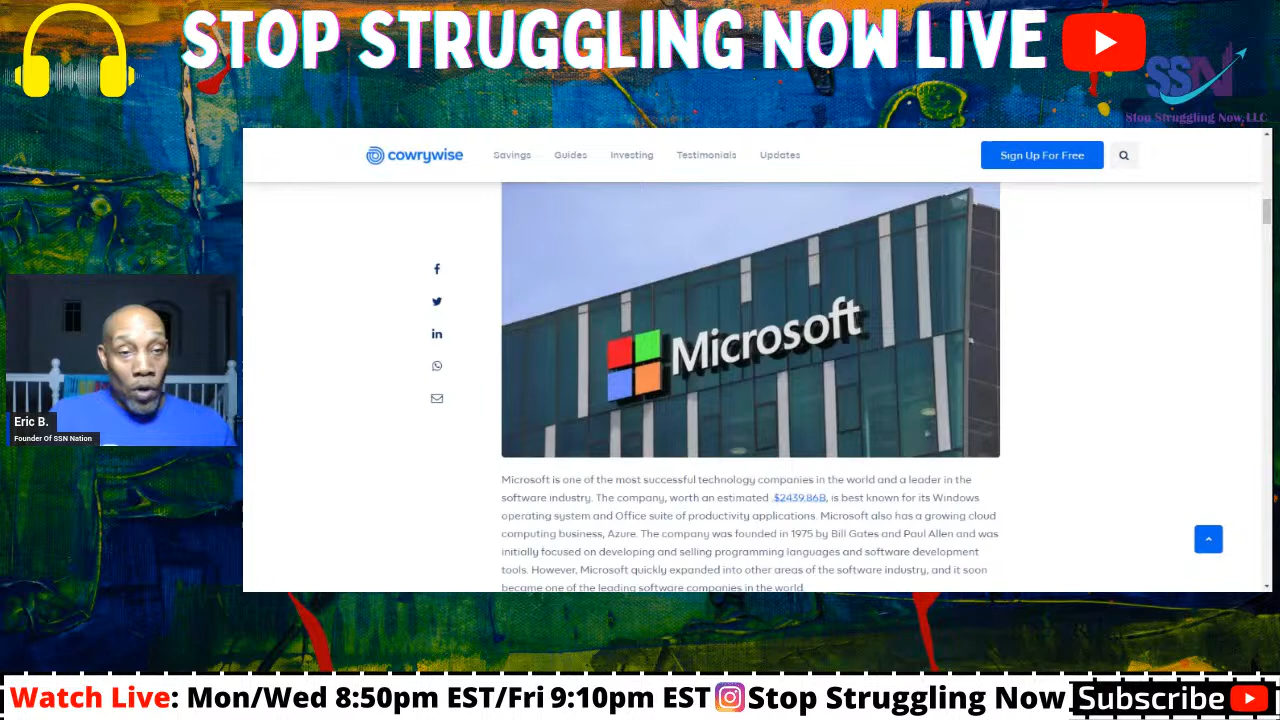 STOP STRUGGLING NOW LIVE
SSN
Stop Struggling Now, LLC
cowrywise
Savings
Guides
Investing
Testimonials
Updates
Sign Up For Free
Microsoft
Microsoft is one of the most successful technology companies in the world and a leader in the
software industry. The company, worth an estimated $2439.86B, is best known for its Windows
operating system and Office suite of productivity applications. Microsoft also has a growing cloud
computing business, Azure. The company was founded in 1975 by Bill Gates and Paul Allen and was
initially focused on developing and selling programming languages and software development
tools. However, Microsoft quickly expanded into other areas of the software industry, and it soon
became one of the leading software companies in the world.
Eric B.
Founder Of SSN Nation
Watch Live: Mon/Wed 8:50pm EST/Fri 9:10pm EST Stop Struggling Now
Subscribe